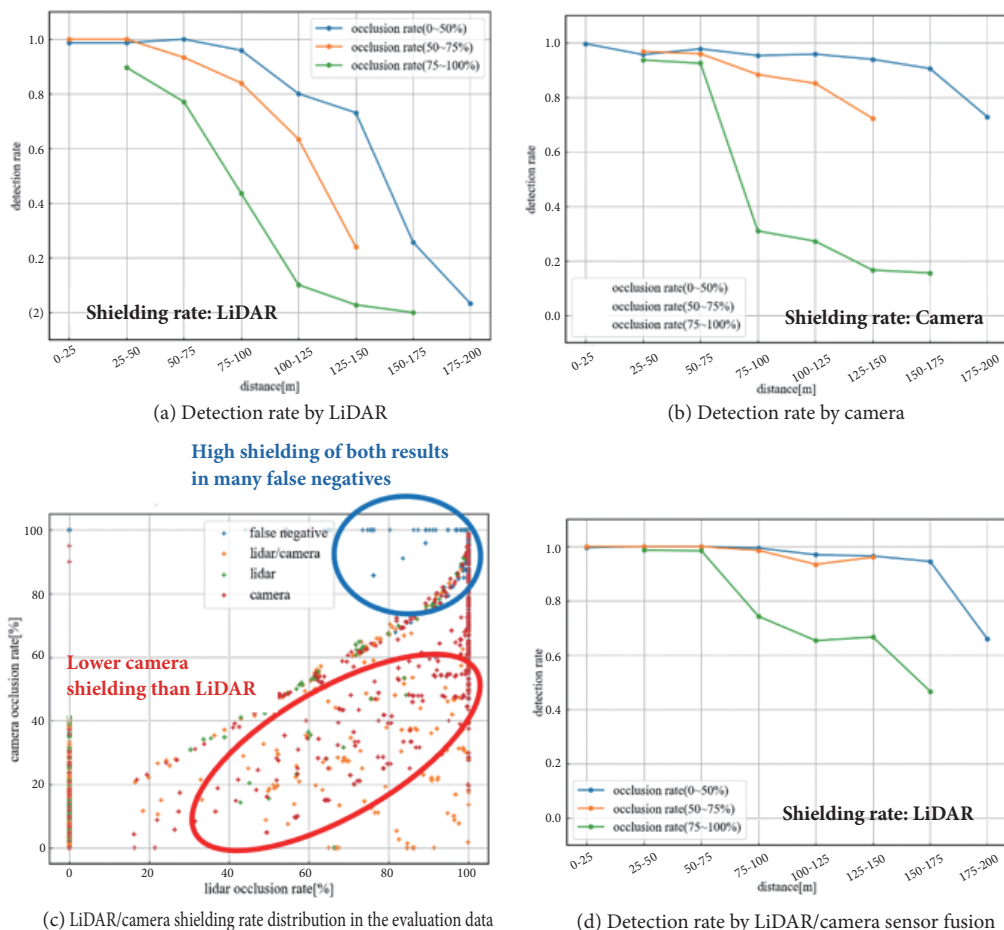 1.0
0.8
0.6
0.4
0.2
(2)
detection rate
occlusion rate(0~50%)
occlusion rate(50~75%)
occlusion rate(75~100%)
Shielding rate: LiDAR
0-25
25-50
50-75
75-100
100-125
125-150
150-175
175-200
distance[m]
(a) Detection rate by LiDAR
1.0
0.8
0.6
0.4
0.2
0.0
detection rate
occlusion rate(0~50%)
occlusion rate(50~75%)
occlusion rate(75~100%)
Shielding rate: Camera
0-25
25-50
50-75
75-100
100-125
125-150
150-175
175-200
distance[m]
(b) Detection rate by camera
High shielding of both results
in many false negatives
100
80
60
40
20
0
camera occlusion rate[%]
false negative
lidar/camera
lidar
camera
Lower camera
shielding than LiDAR
0
20
40
60
80
100
lidar occlusion rate[%]
(c) LiDAR/camera shielding rate distribution in the evaluation data
1.0
0.8
0.6
0.4
0.2
0.0
detection rate
occlusion rate(0~50%)
occlusion rate(50~75%)
occlusion rate(75~100%)
Shielding rate: LiDAR
0-25
25-50
50-75
75-100
100-125
125-150
150-175
175-200
distance[m]
(d) Detection rate by LiDAR/camera sensor fusion